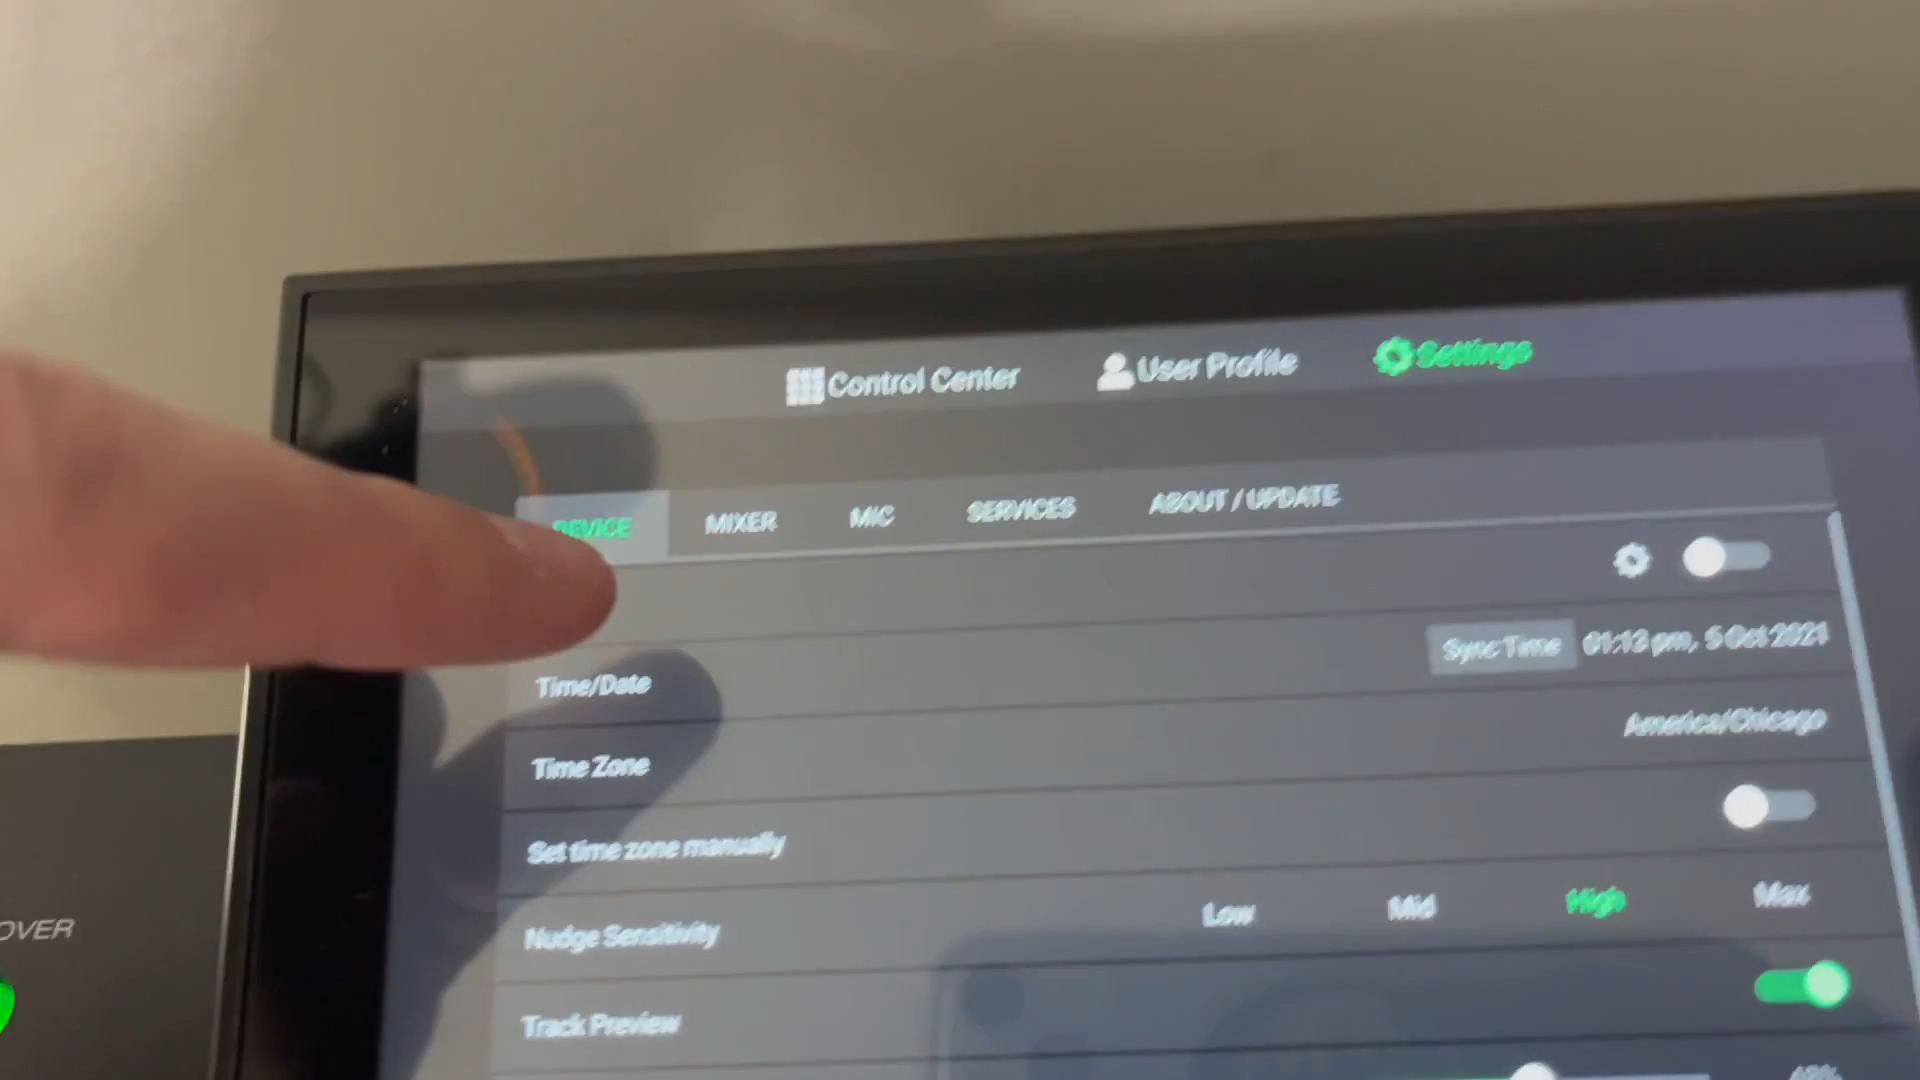 Control Center User Profile Settings
DEVICE MIXER MIC SERVICES ABOUT / UPDATE
Time/Date Sync Time 01:13 pm, 5 Oct 2021
Time Zone America/Chicago
Set time zone manually
Nudge Sensitivity Low Mid High Max
Track Preview
OVER